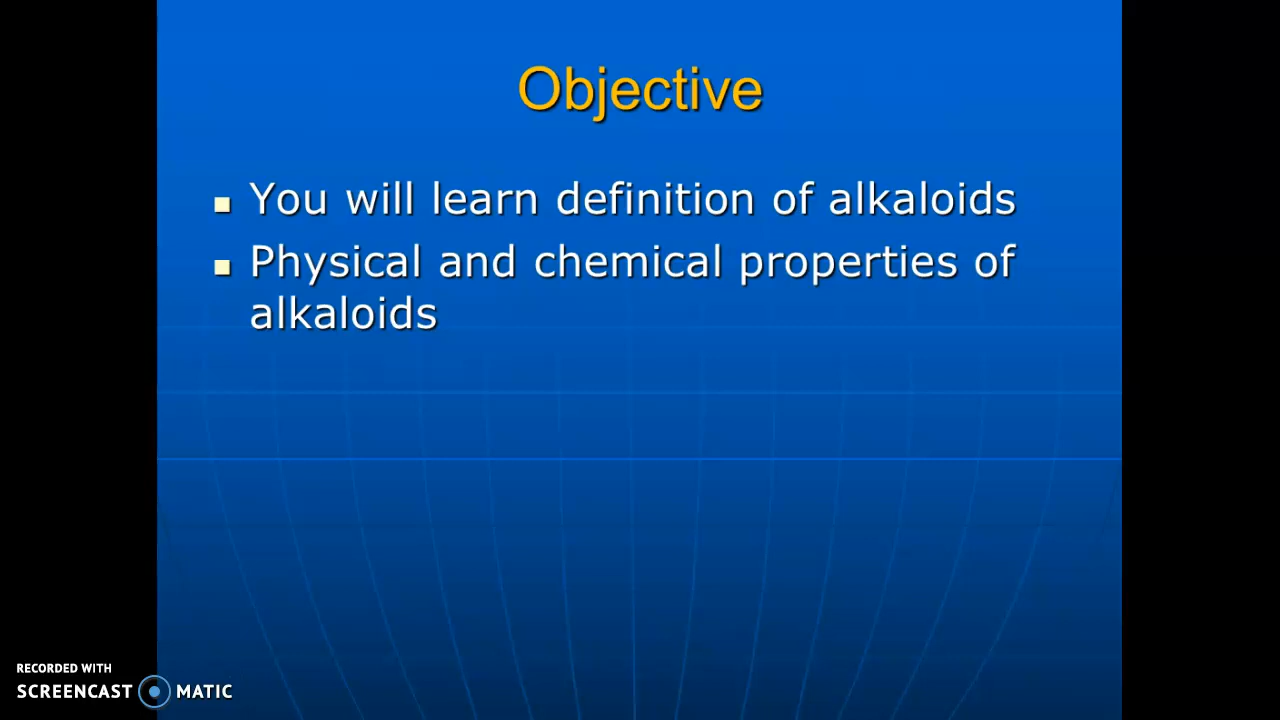 Objective
You will learn definition of alkaloids
Physical and chemical properties of
alkaloids
RECORDED WITH
SCREENCAST MATIC